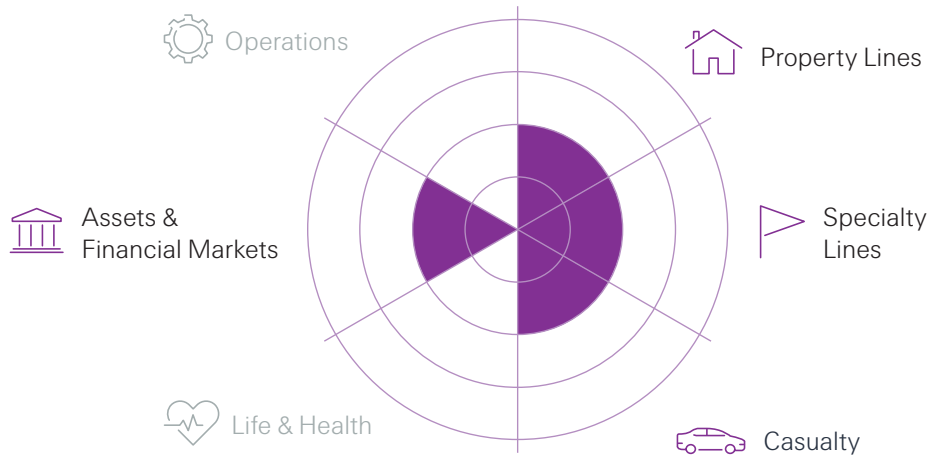 Operations
Property Lines
Assets &
Financial Markets
Specialty
Lines
Life & Health
Casualty